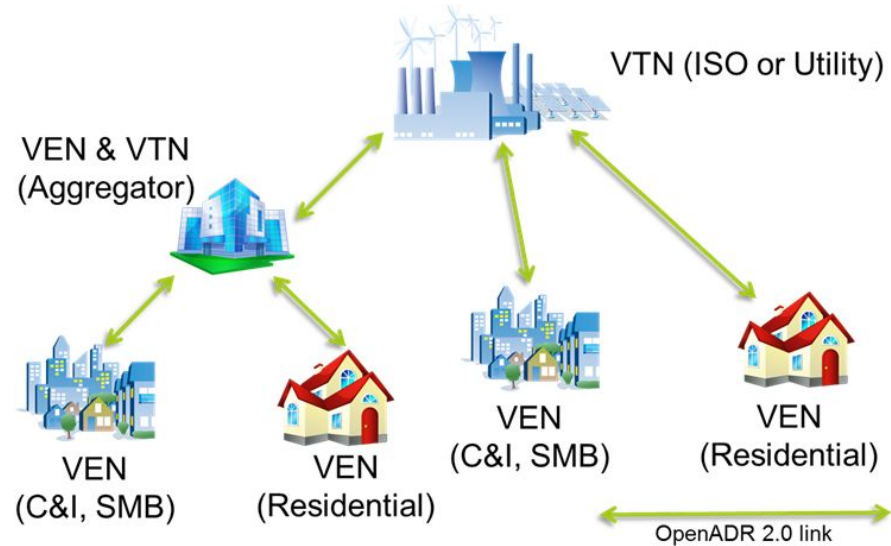 VTN (ISO or Utility)
VEN & VTN
(Aggregator)
VEN
(C&I, SMB)
VEN
(Residential)
VEN
(C&I, SMB)
VEN
(Residential)
OpenADR 2.0 link